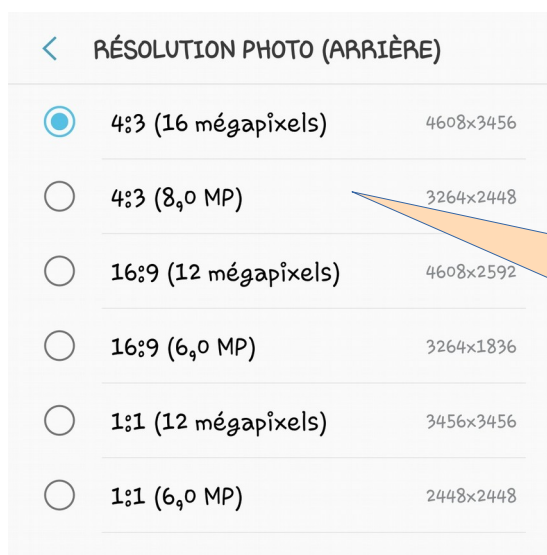 RÉSOLUTION PHOTO (ARRIÈRE)
4:3 (16 mégapixels) 4608x3456
4:3 (8,0 MP) 3264x2448
16:9 (12 mégapixels) 4608x2592
16:9 (6,0 MP) 3264x1836
1:1 (12 mégapixels) 3456x3456
1:1 (6,0 MP) 2448x2448